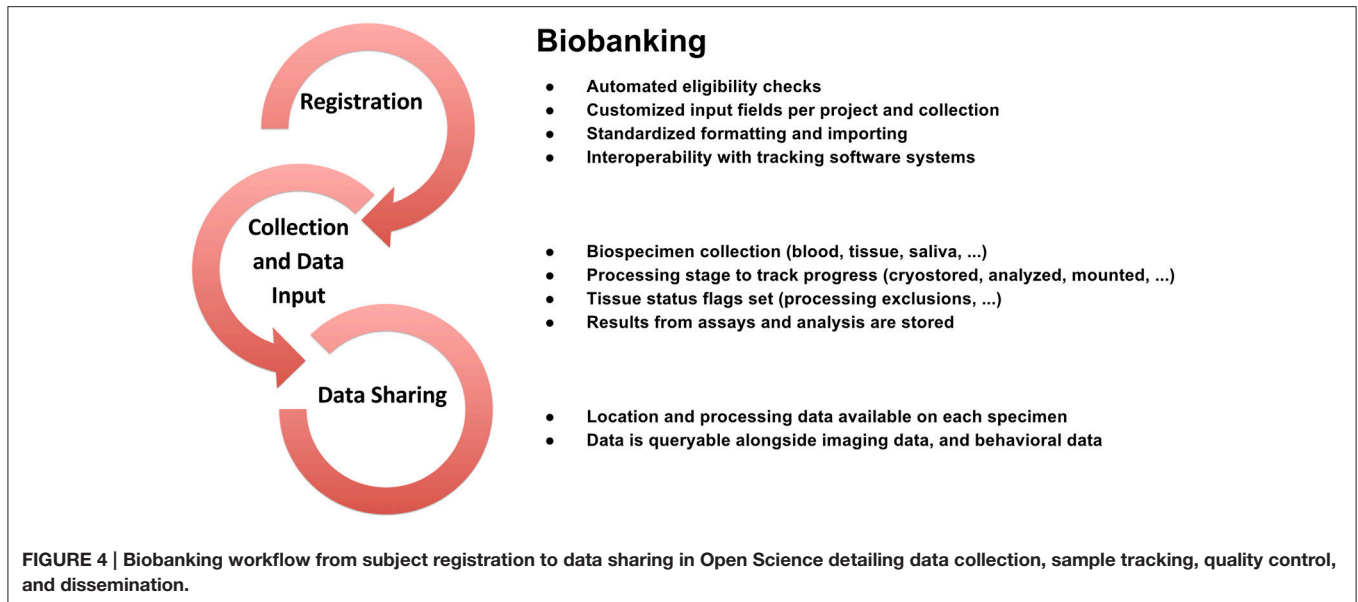 Biobanking
Registration
● Automated eligibility checks
● Customized input fields per project and collection
● Standardized formatting and importing
● Interoperability with tracking software systems
Collection
and Data
Input
● Biospecimen collection (blood, tissue, saliva, ...)
● Processing stage to track progress (cryostored, analyzed, mounted, ...)
● Tissue status flags set (processing exclusions, ...)
● Results from assays and analysis are stored
Data Sharing
● Location and processing data available on each specimen
● Data is queryable alongside imaging data, and behavioral data
FIGURE 4 | Biobanking workflow from subject registration to data sharing in Open Science detailing data collection, sample tracking, quality control,
and dissemination.